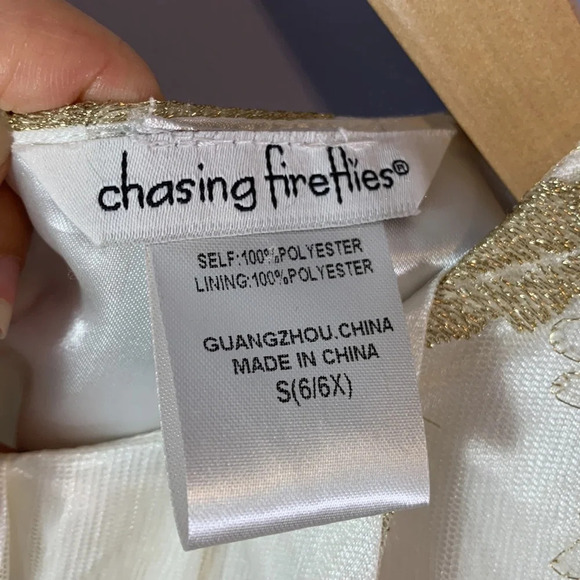 chasing fireflies®
SELF:100%POLYESTER
LINING:100%POLYESTER
GUANGZHOU.CHINA
MADE IN CHINA
S(6/6X)